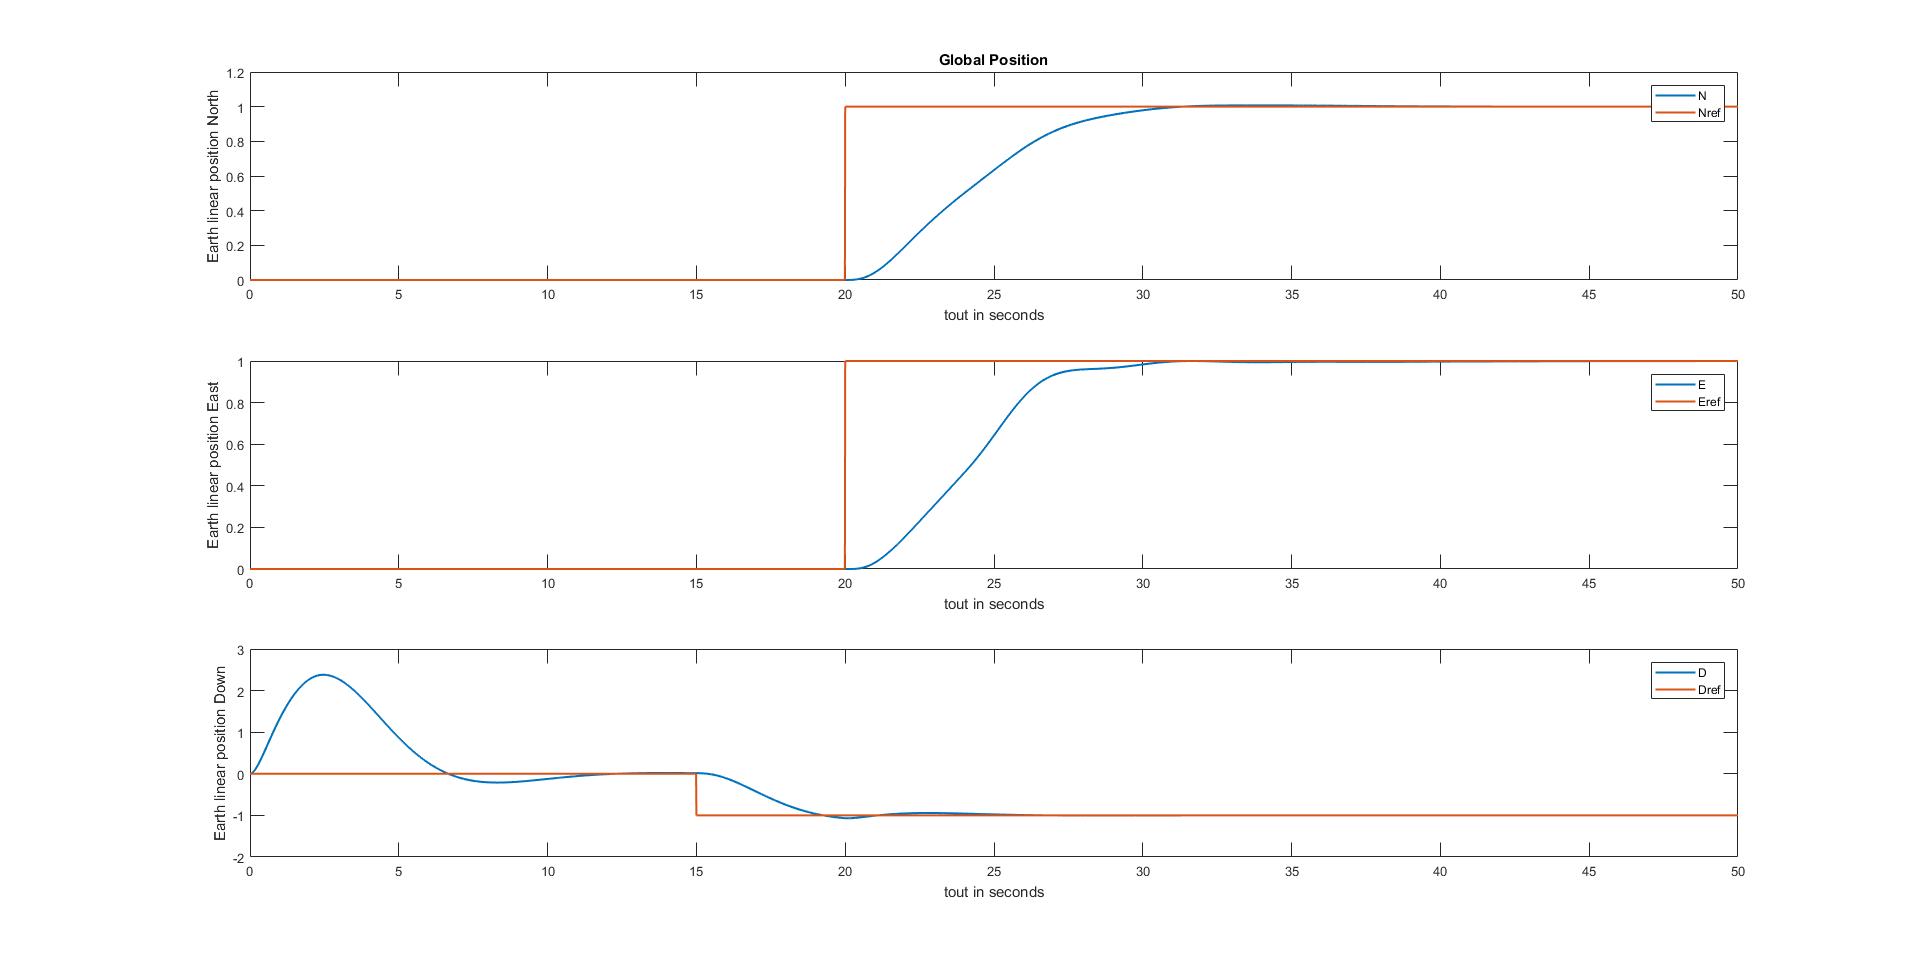 Global Position
Earth linear position North
1.2
1
0.8
0.6
0.4
0.2
0
N
Nref
0 5 10 15 20 25 30 35 40 45 50
tout in seconds
Earth linear position East
1
0.8
0.6
0.4
0.2
0
E
Eref
0 5 10 15 20 25 30 35 40 45 50
tout in seconds
Earth linear position Down
3
2
1
0
-1
-2
D
Dref
0 5 10 15 20 25 30 35 40 45 50
tout in seconds